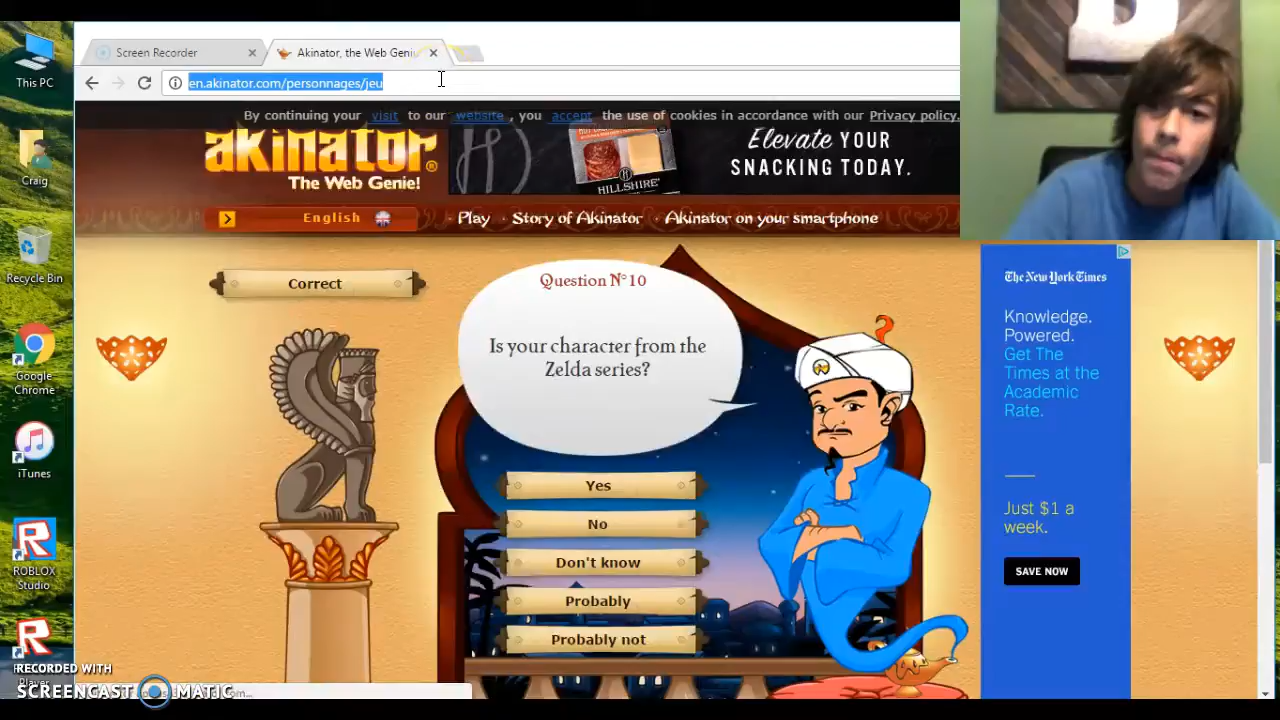 This PC
Craig
Recycle Bin
Google
Chrome
iTunes
ROBLOX
Studio
Screen Recorder
Akinator, the Web Geni
en.akinator.com/personnages/jeu
By continuing your visit to our website , you accept the use of cookies in accordance with our Privacy policy.
akinator®
The Web Genie!
HILLSHIRE
Elevate YOUR
SNACKING TODAY.
English
· Play · Story of Akinator · Akinator on your smartphone
Correct
Question N°10
Is your character from the
Zelda series?
Yes
No
Don't know
Probably
Probably not
The New York Times
Knowledge.
Powered.
Get The
Times at the
Academic
Rate.
Just $1 a
week.
SAVE NOW
RECORDED WITH
SCREENCAST MATIC